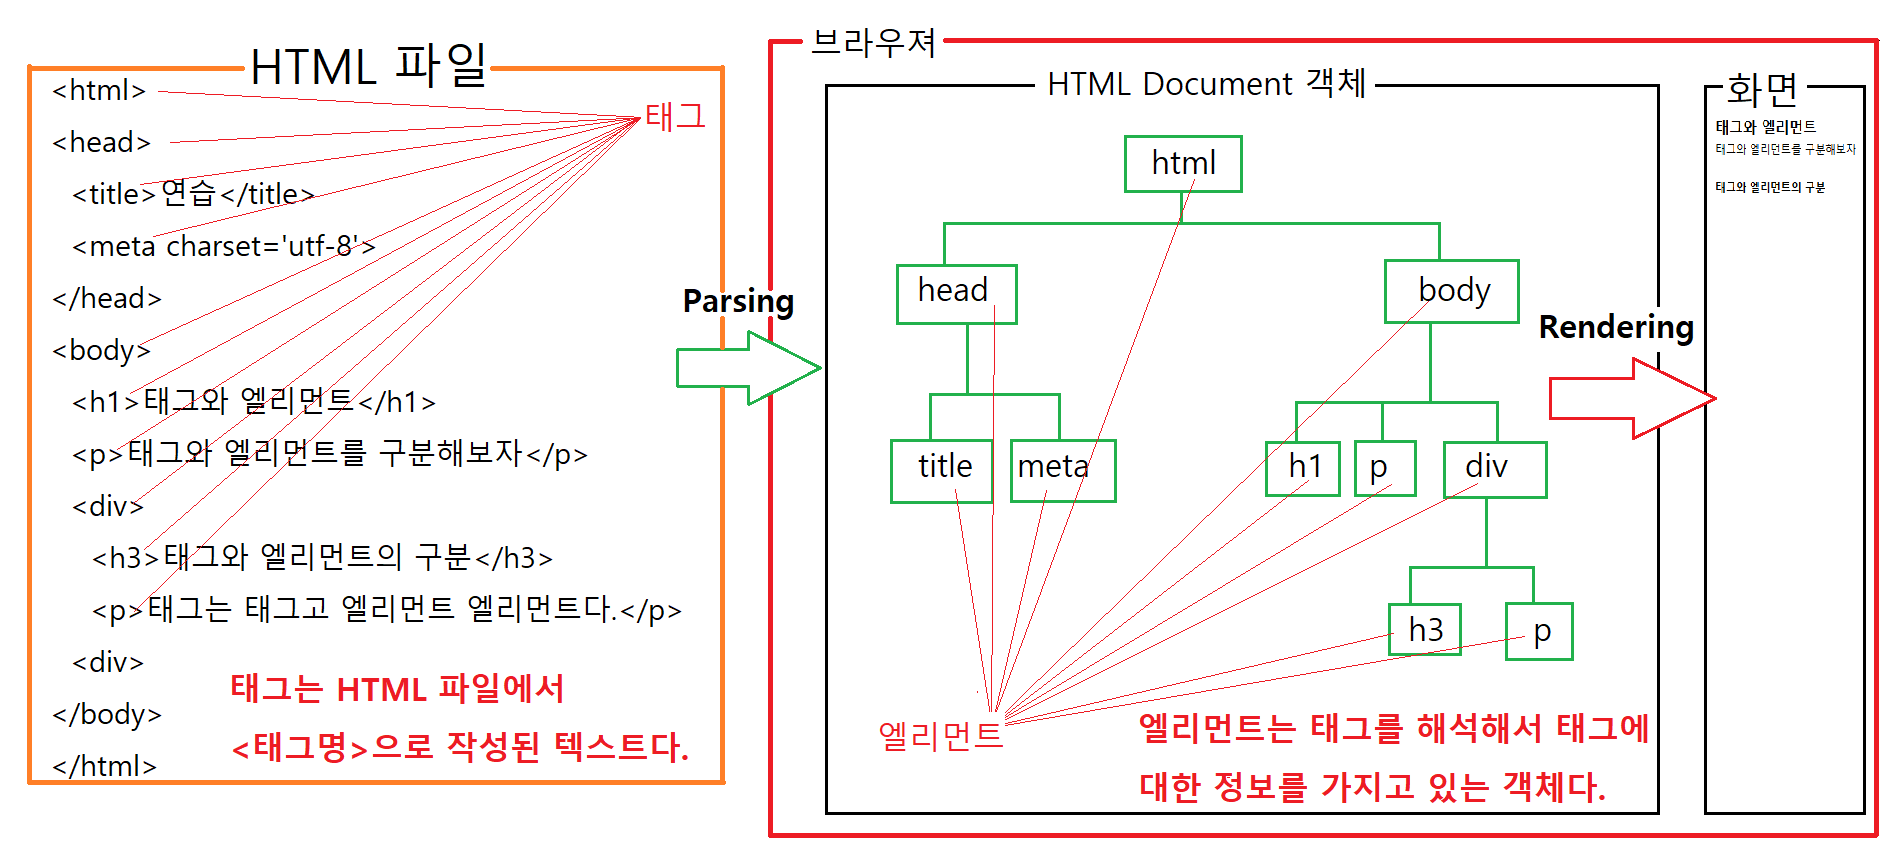 HTML 파일
<html>
<head>
<title>연습</title>
<meta charset='utf-8'>
</head>
<body>
<h1>태그와 엘리먼트</h1>
<p>태그와 엘리먼트를 구분해보자</p>
<div>
<h3>태그와 엘리먼트의 구분</h3>
<p>태그는 태그고 엘리먼트 엘리먼트다.</p>
<div>
</body>
</html>
태그
태그는 HTML 파일에서
<태그명>으로 작성된 텍스트다.
Parsing
브라우져
HTML Document 객체
html
head
body
title
meta
h1
p
div
h3
p
엘리먼트
엘리먼트는 태그를 해석해서 태그에
대한 정보를 가지고 있는 객체다.
Rendering
화면
태그와 엘리먼트
태그와 엘리먼트를 구분해보자
태그와 엘리먼트의 구분